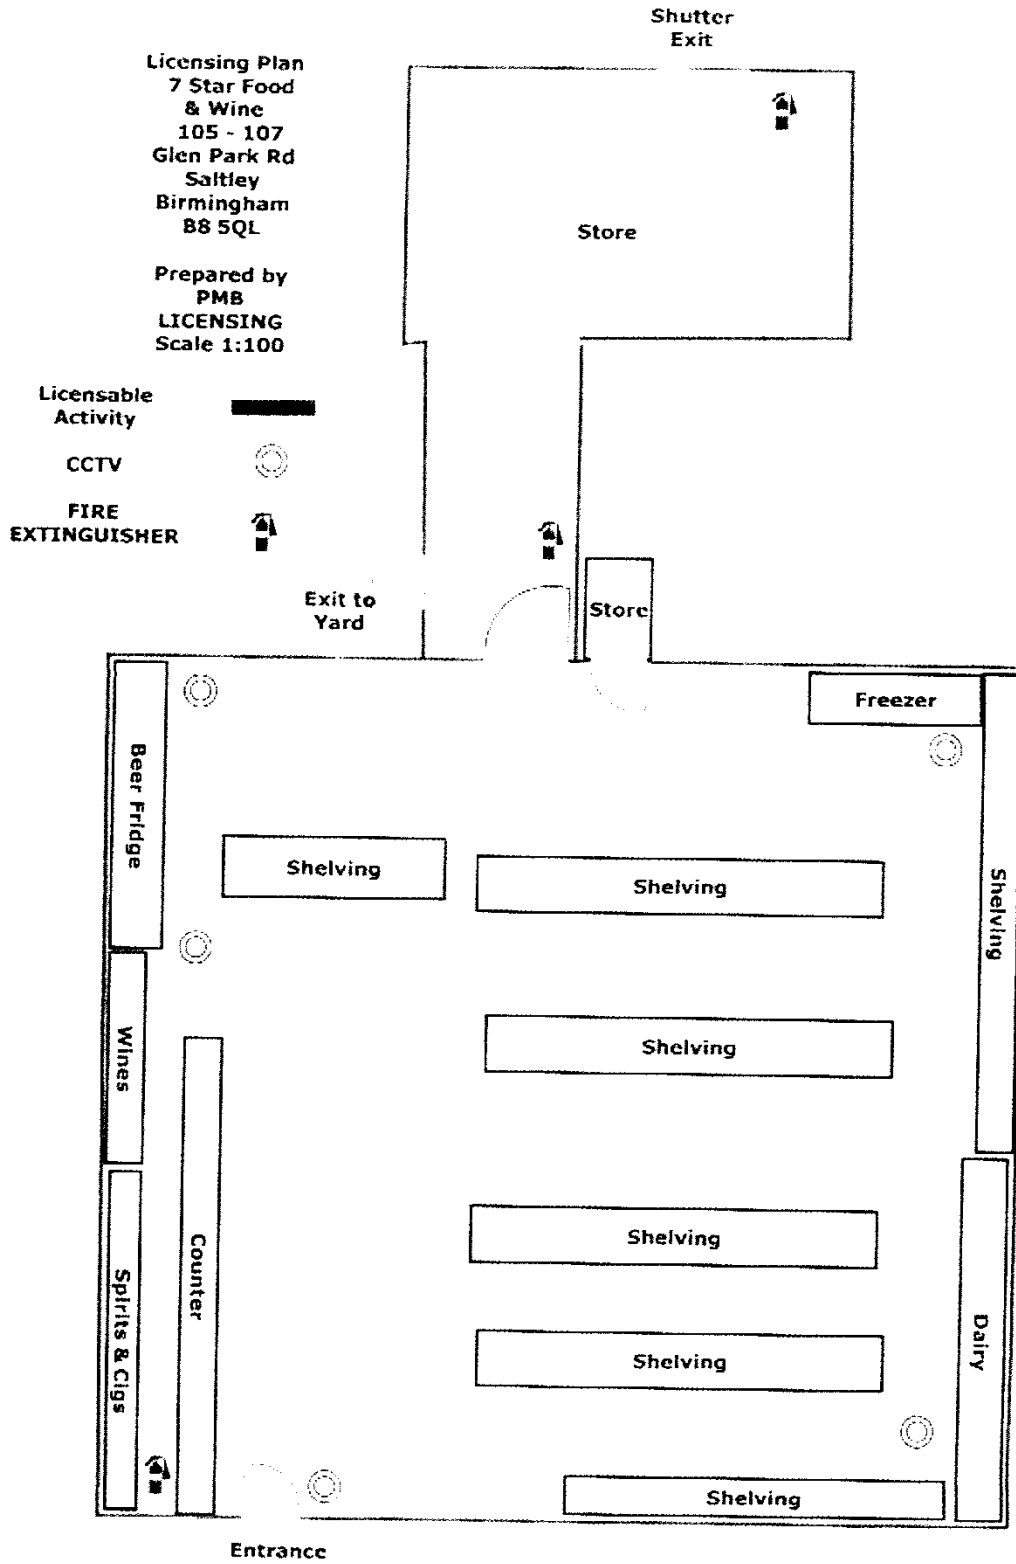 Shutter
Exit
Licensing Plan
7 Star Food
& Wine
105 - 107
Glen Park Rd
Saltley
Birmingham
B8 5QL
Prepared by
PMB
LICENSING
Scale 1:100
Store
Licensable
Activity
CCTV
FIRE
EXTINGUISHER
Exit to
Yard
Store
Freezer
Beer Fridge
Shelving
Shelving
Shelving
Wines
Shelving
Counter
Shelving
Spirits & Cigs
Shelving
Dairy
Shelving
Entrance